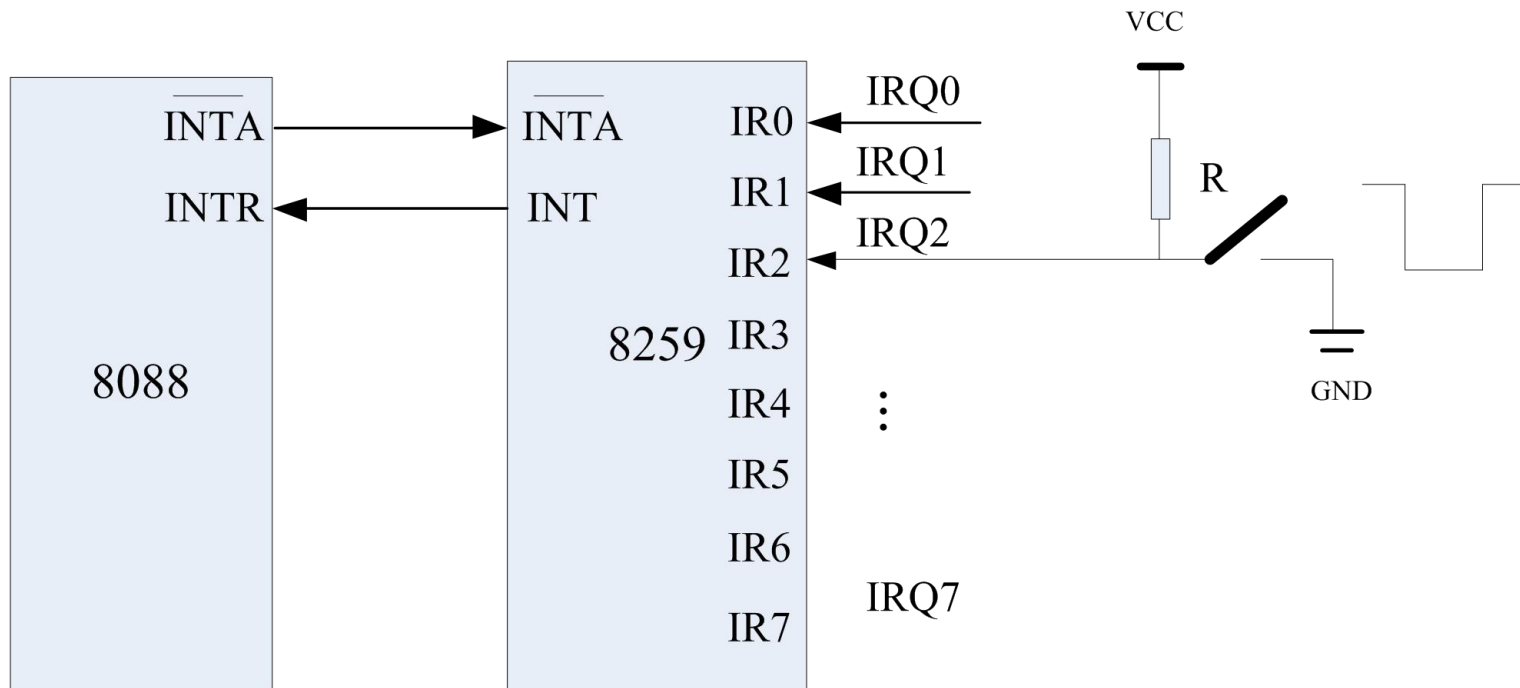 VCC
INTA
INTA
IR0
IRQ0
INTR
INT
IR1
IRQ1
R
IR2
IRQ2
8088
8259
IR3
IR4
⋮
GND
IR5
IR6
IRQ7
IR7